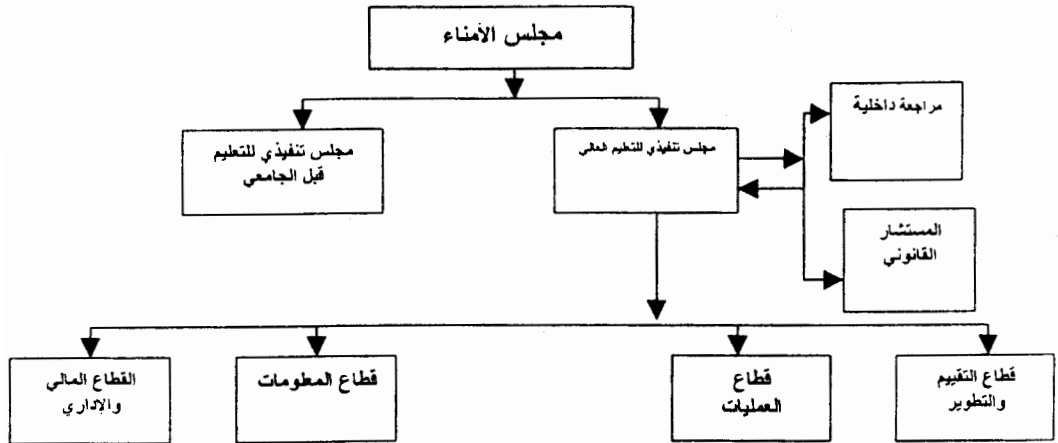 مجلس الأمناء
مراجعة داخلية
مجلس تنفيذي للتعليم العالي
مجلس تنفيذي للتعليم
قبل الجامعي
المستشار
القانوني
قطاع التقييم
والتطوير
قطاع
العمليات
قطاع المعلومات
القطاع المالي
والإداري